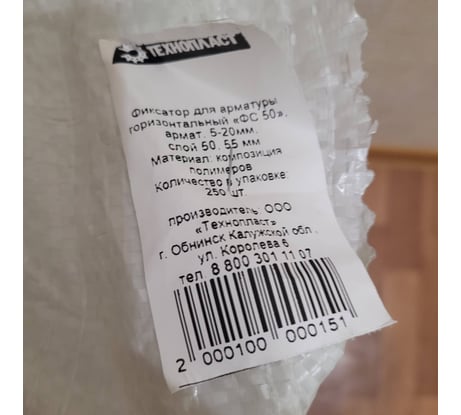 ТЕХНОПЛАСТ
Фиксатор для арматуры
горизонтальный «ФС 50»,
армат. 5-20мм,
слой 50, 55 мм
Материал: композиция
полимеров
Количество в упаковке:
250 шт.
производитель: ООО
«Технопласт»
г. Обнинск Калужской обл.,
ул. Королева 6
тел. 8 800 301 11 07
2 000100 000151